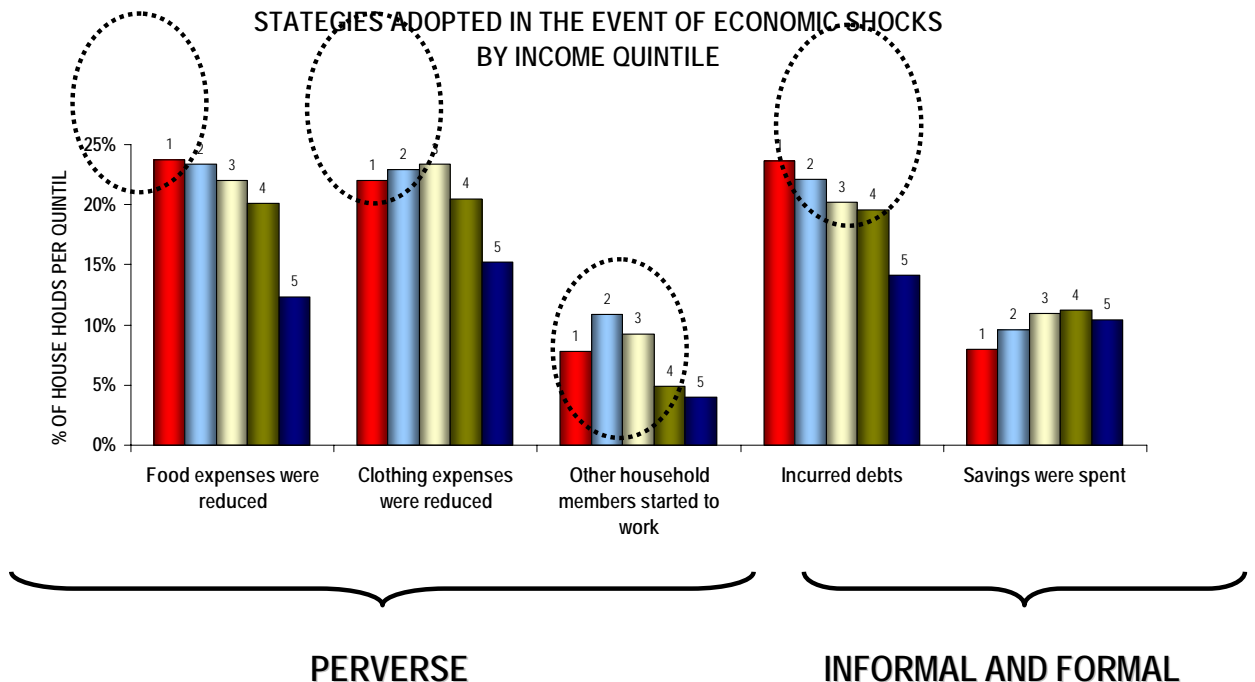 STATEGIES ADOPTED IN THE EVENT OF ECONOMIC SHOCKS
BY INCOME QUINTILE
% OF HOUSE HOLDS PER QUINTIL
25%
20%
15%
10%
5%
0%
1 2 3 4 5
1 2 3 4 5
1 2 3 4 5
1 2 3 4 5
1 2 3 4 5
Food expenses were
reduced
Clothing expenses
were reduced
Other household
members started to
work
Incurred debts
Savings were spent
PERVERSE
INFORMAL AND FORMAL